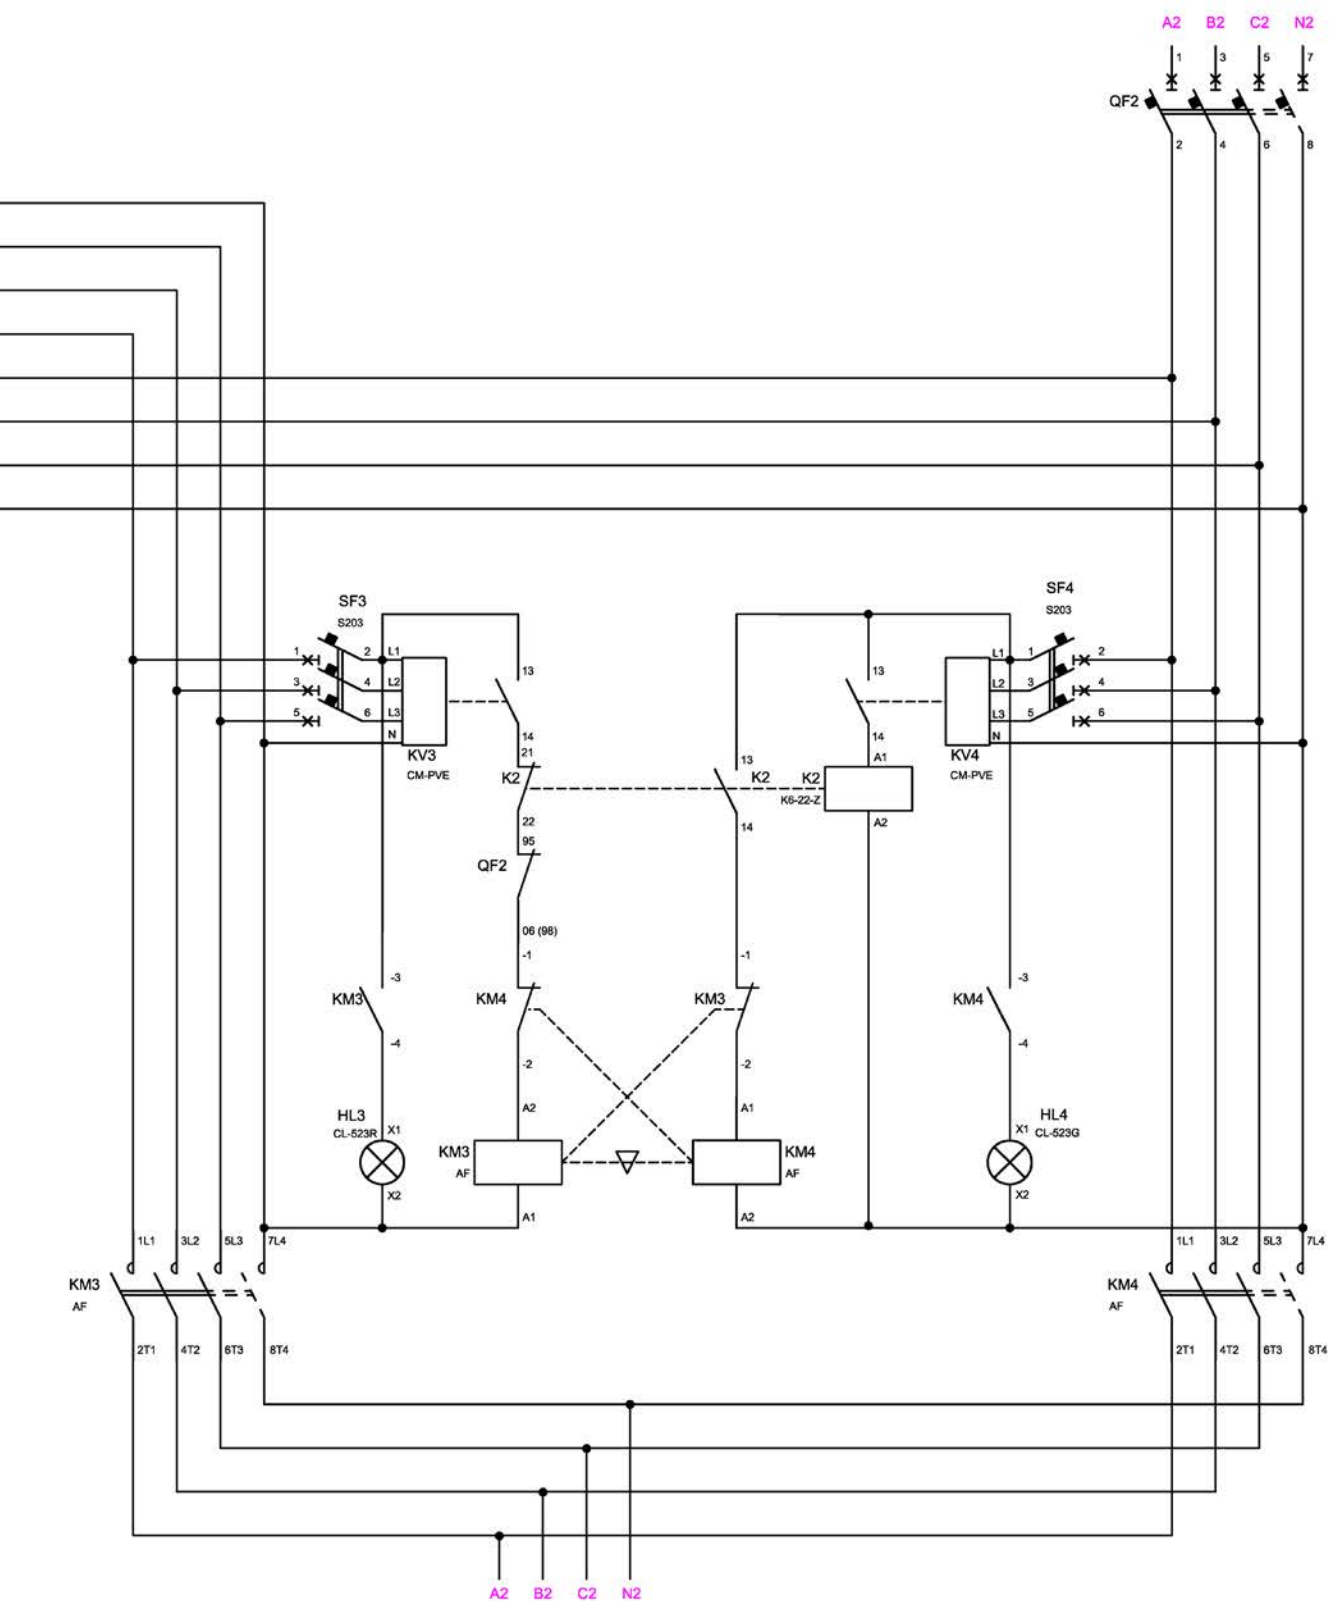 A2 B2 C2 N2
1 3 5 7
QF2
2 4 6 8
SF3
S203
SF4
S203
1 2 L1
3 4 L2
5 6 L3
N
KV3
CM-PVE
13
14
21
K2
22
95
QF2
06 (98)
-1
13
14
A1
K2
K6-22-Z
A2
13
K2
14
-1
L1 1 2
L2 3 4
L3 5 6
N
KV4
CM-PVE
-3
KM3
-4
KM4
-2
KM3
-2
-3
KM4
-4
HL3
CL-523R
X1
X2
A2
KM3
AF
A1
A1
KM4
AF
A2
HL4
CL-523G
X1
X2
1L1 3L2 5L3 7L4
KM3
AF
2T1 4T2 6T3 8T4
1L1 3L2 5L3 7L4
KM4
AF
2T1 4T2 6T3 8T4
A2 B2 C2 N2